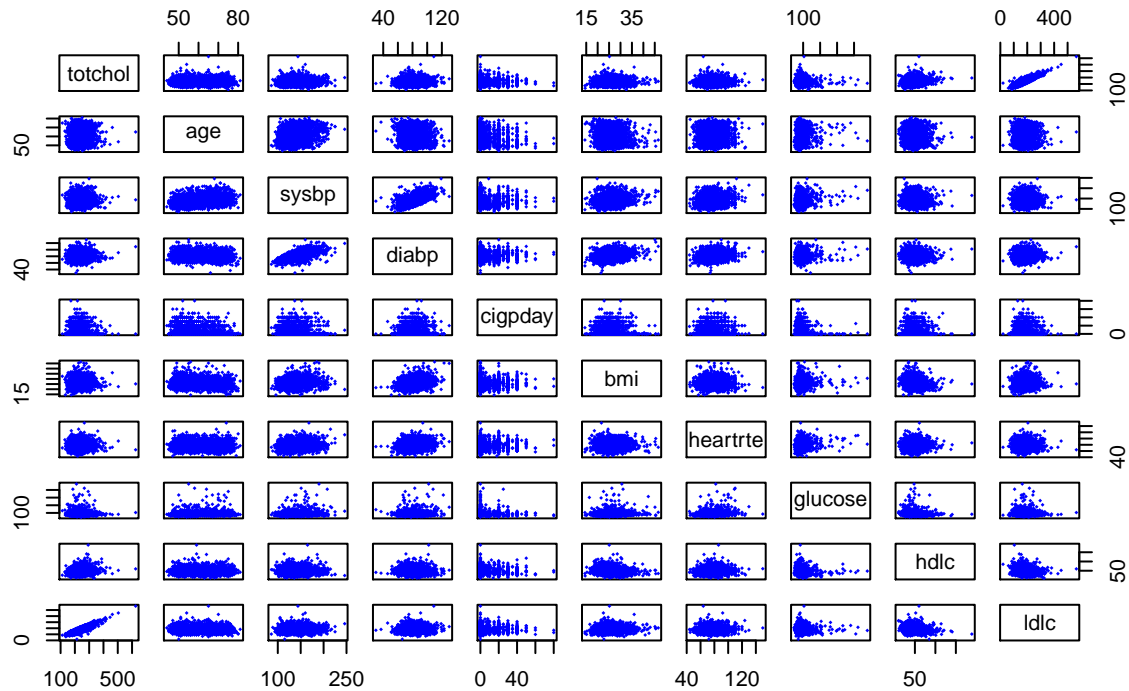 50 80 40 120 15 35 100 0 400
totchol 100
50 age
sysbp 100
40 diabp
cigpday 0
15 bmi
heartrte 40
100 glucose
hdlc 50
0 ldlc
100 500 100 250 0 40 40 120 50